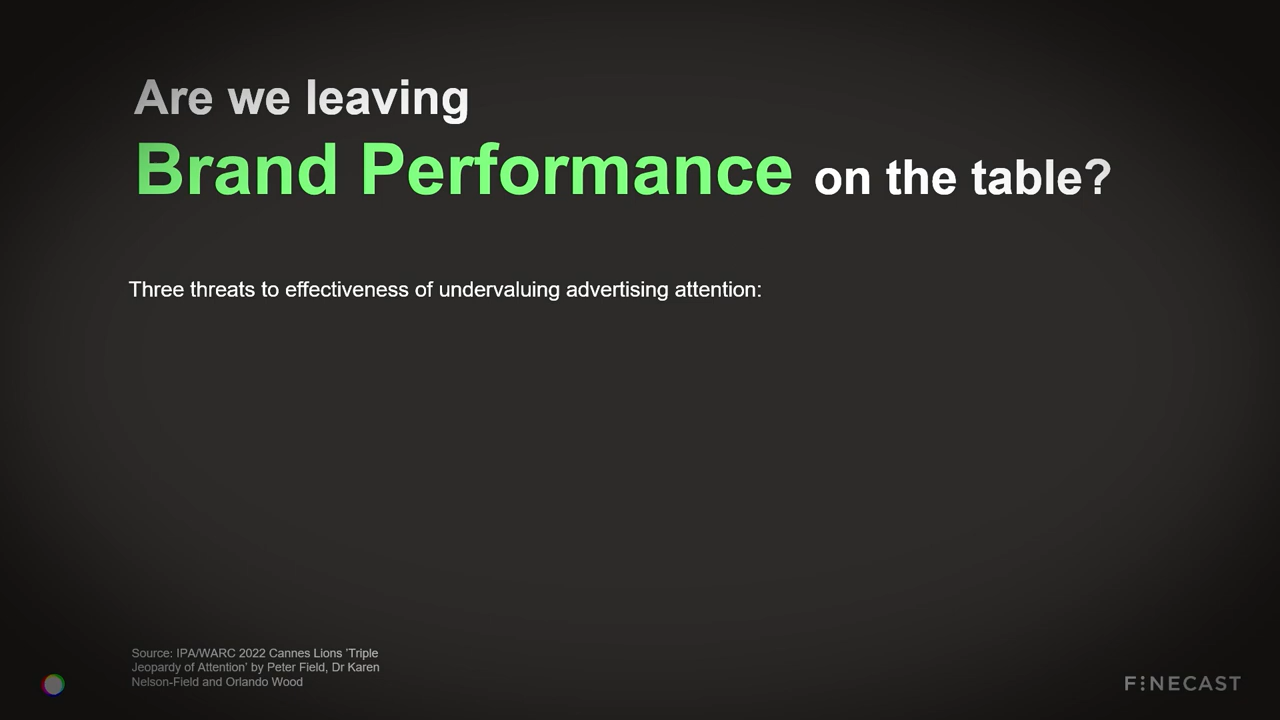 Are we leaving
Brand Performance on the table?
Three threats to effectiveness of undervaluing advertising attention:
Source: IPA/WARC 2022 Cannes Lions 'Triple
Jeopardy of Attention' by Peter Field, Dr Karen
Nelson-Field and Orlando Wood
FINECAST